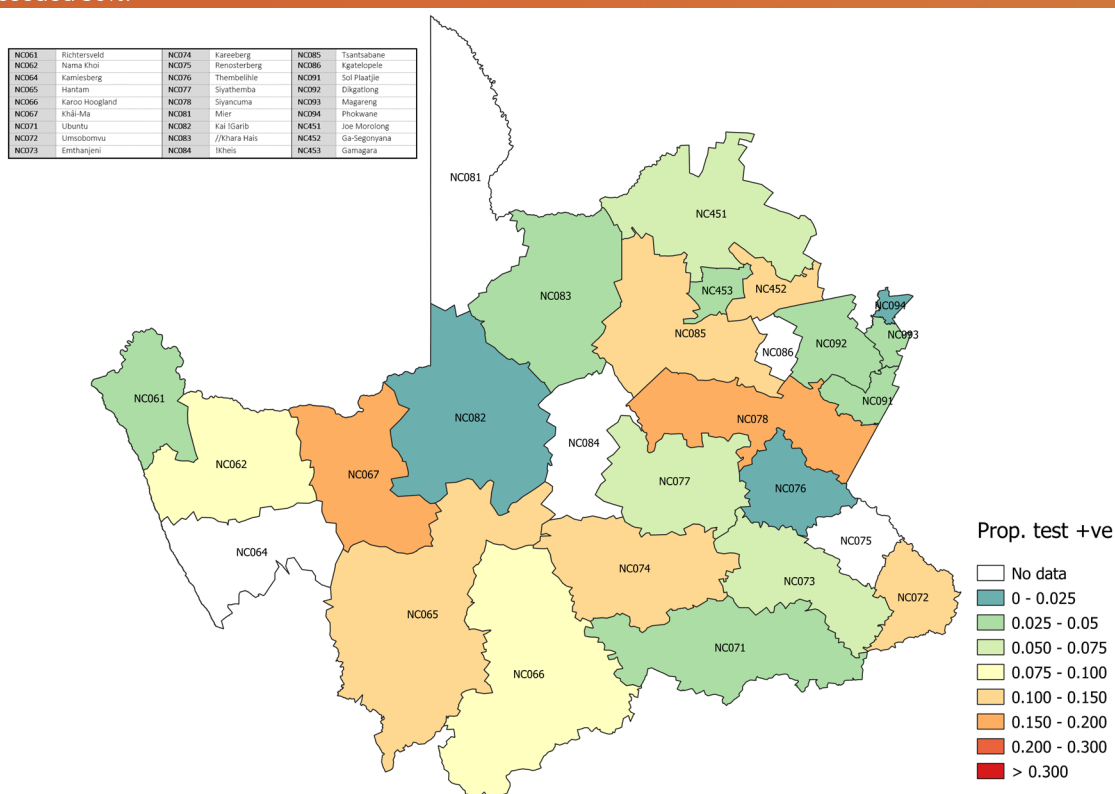 NC061 Richtersveld NC074 Kareeberg NC085 Tsantsabane
NC062 Nama Khoi NC075 Renosterberg NC086 Kgatelopele
NC064 Kamiesberg NC076 Thembelihle NC091 Sol Plaatjie
NC065 Hantam NC077 Siyathemba NC092 Dikgatlong
NC066 Karoo Hoogland NC078 Siyancuma NC093 Magareng
NC067 Khâi-Ma NC081 Mier NC094 Phokwane
NC071 Ubuntu NC082 Kai !Garib NC451 Joe Morolong
NC072 Umsobomvu NC083 //Khara Hais NC452 Ga-Segonyana
NC073 Emthanjeni NC084 !Kheis NC453 Gamagara
NC081
NC451
NC083
NC453
NC452
NC094
NC085
NC086
NC092
NC093
NC061
NC082
NC091
NC084
NC078
NC062
NC067
NC077
NC076
NC064
NC075
NC074
NC073
NC072
NC065
NC071
NC066
Prop. test +ve
No data
0 - 0.025
0.025 - 0.05
0.050 - 0.075
0.075 - 0.100
0.100 - 0.150
0.150 - 0.200
0.200 - 0.300
> 0.300